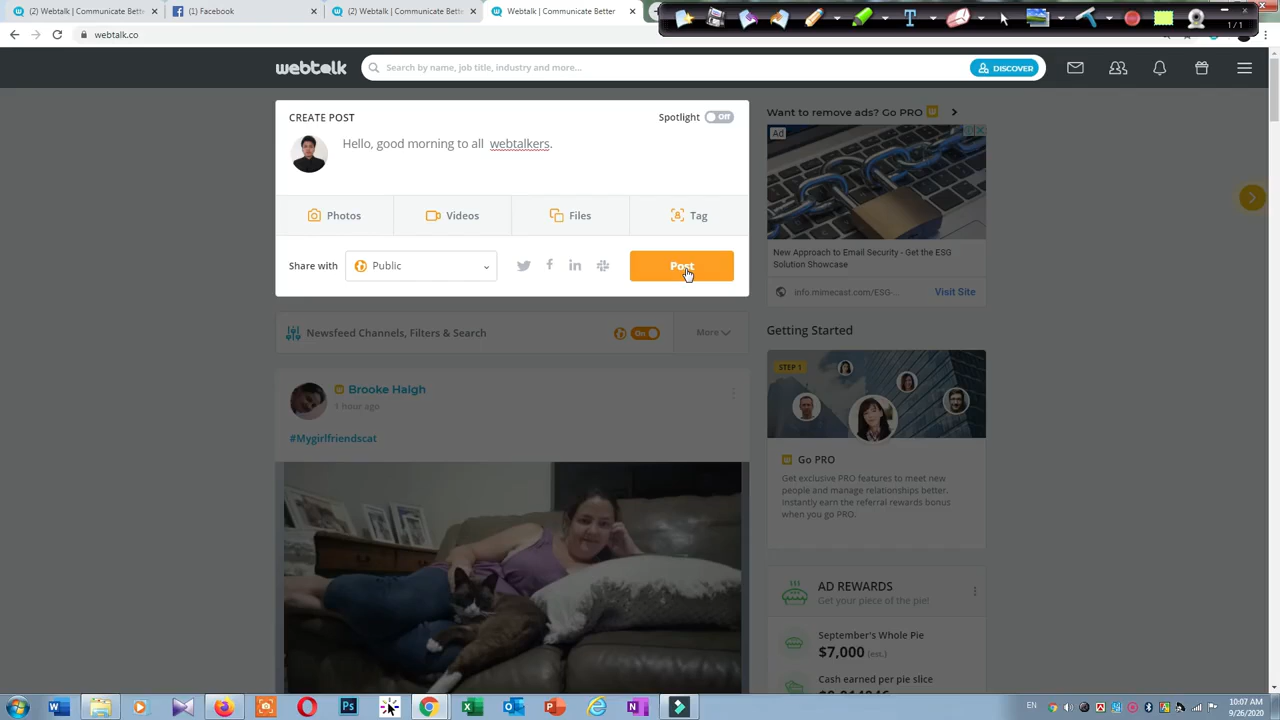 (2) Webtalk | Communicate Bette
(1) Facebook
(2) Webtalk | Communicate Bette
Webtalk | Communicate Better
1 / 1
webtalk.co
webtalk
Search by name, job title, industry and more...
DISCOVER
CREATE POST
Spotlight
Off
Hello, good morning to all webtalkers.
Photos
Videos
Files
Tag
Share with
Public
Post
Newsfeed Channels, Filters & Search
On
More
Brooke Haigh
1 hour ago
#Mygirlfriendscat
Want to remove ads? Go PRO
Ad
New Approach to Email Security - Get the ESG
Solution Showcase
info.mimecast.com/ESG-...
Visit Site
Getting Started
STEP 1
Go PRO
Get exclusive PRO features to meet new
people and manage relationships better.
Instantly earn the referral rewards bonus
when you go PRO.
AD REWARDS
Get your piece of the pie!
September's Whole Pie
$7,000 (est.)
Cash earned per pie slice
EN
10:07 AM
9/26/2020